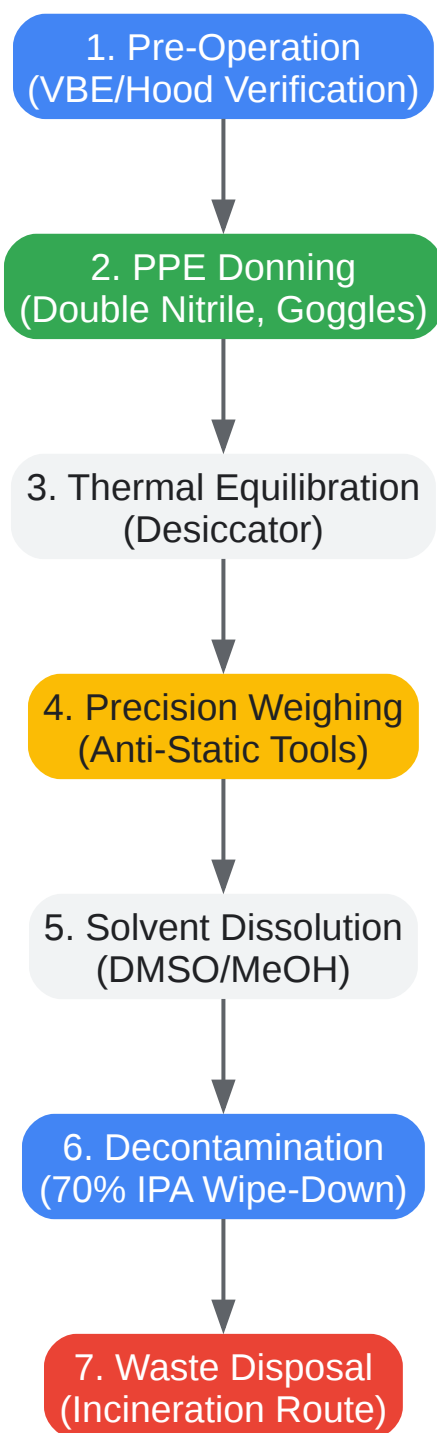 1. Pre-Operation
(VBE/Hood Verification)
2. PPE Donning
(Double Nitrile, Goggles)
3. Thermal Equilibration
(Desiccator)
4. Precision Weighing
(Anti-Static Tools)
5. Solvent Dissolution
(DMSO/MeOH)
6. Decontamination
(70% IPA Wipe-Down)
7. Waste Disposal
(Incineration Route)